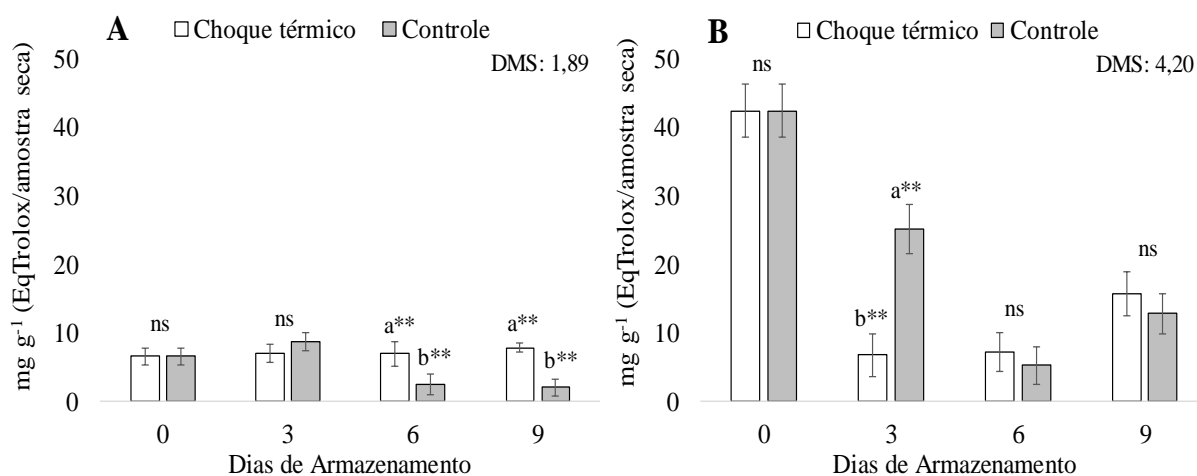 A
Choque térmico Controle
DMS: 1,89
mg g⁻¹ (EqTrolox/amostra seca)
50
40
30
20
10
0
ns
ns
a**
b**
a**
b**
0 3 6 9
Dias de Armazenamento
B
Choque térmico Controle
DMS: 4,20
mg g⁻¹ (EqTrolox/amostra seca)
50
40
30
20
10
0
ns
b**
a**
ns
ns
0 3 6 9
Dias de Armazenamento